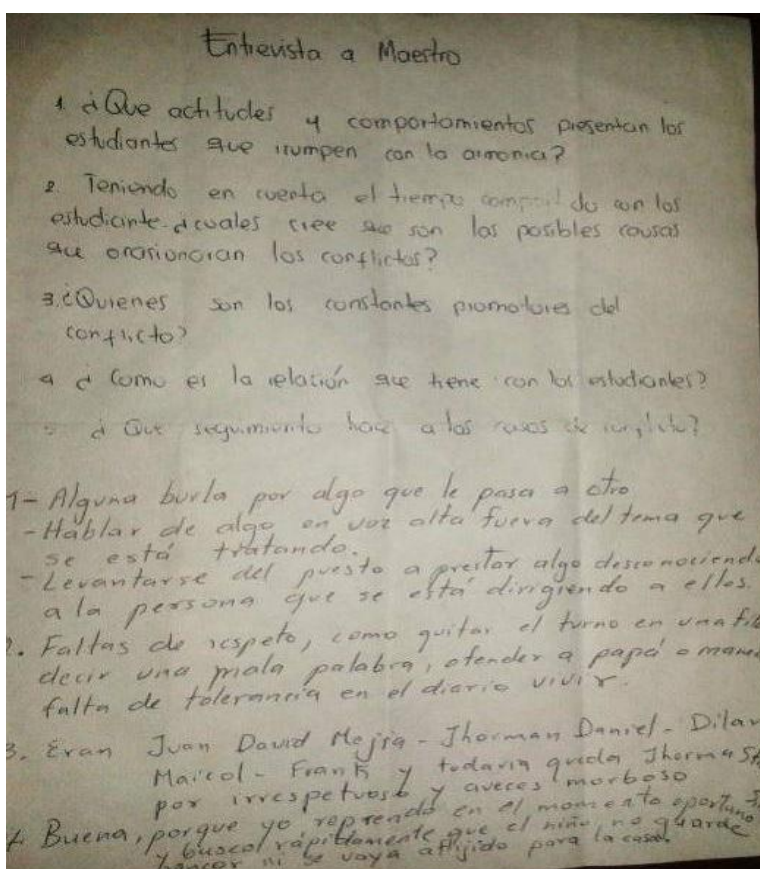 Entrevista a Maestro
1 ¿Que actitudes y comportamientos presentan los
estudiantes que irrumpen con la armonia?
2. Teniendo en cuenta el tiempo compartido con los
estudiante. ¿cuales cree que son las posibles causas
que orasionaran los conflictos?
3. ¿Quienes son los constantes promotores del
conflicto?
4 ¿Como es la relación que tiene con los estudiantes?
5 ¿Que seguimiento hace a los casos de conflicto?
1- Alguna burla por algo que le pasa a otro
- Hablar de algo en voz alta fuera del tema que
se está tratando.
- Levantarse del puesto a prestar algo desconociendo
a la persona que se está dirigiendo a ellos.
2. Faltas de respeto, como quitar el turno en una
decir una mala palabra, ofender a papá o
falta de tolerancia en el diario vivir.
3. Eran Juan David Mejia - Jhorman Daniel -
Maicol - Frank y todavia queda
por irrespetuoso y aveces morboso
4 Buena, porque yo reprendo en el momento oportuno
y busco rápidamente que el niño no guarde
ni se vaya aflijido para la casa.